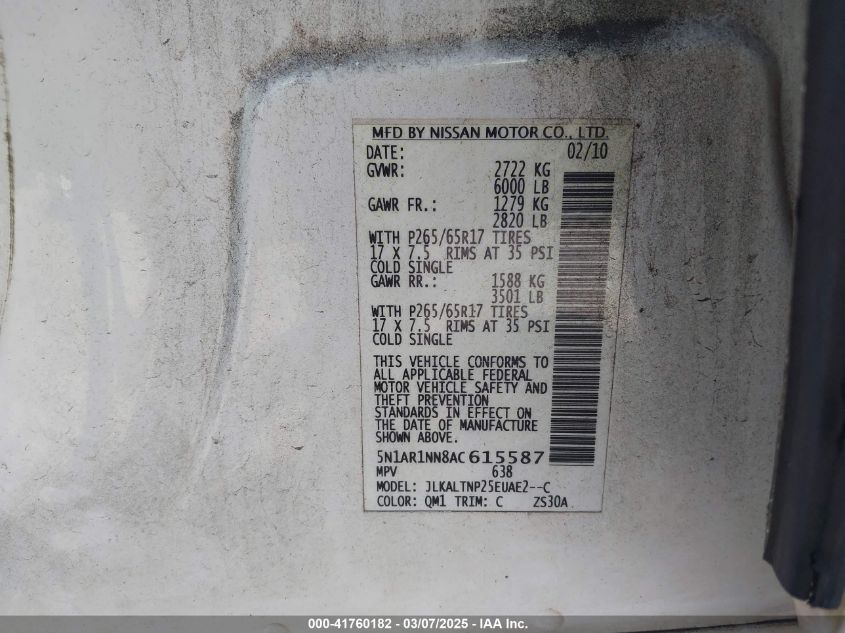 MFD BY NISSAN MOTOR CO., LTD.
DATE: 02/10
GVWR: 2722 KG
6000 LB
GAWR FR.: 1279 KG
2820 LB
WITH P265/65R17 TIRES
17 X 7.5 RIMS AT 35 PSI
COLD SINGLE
GAWR RR.: 1588 KG
3501 LB
WITH P265/65R17 TIRES
17 X 7.5 RIMS AT 35 PSI
COLD SINGLE
THIS VEHICLE CONFORMS TO
ALL APPLICABLE FEDERAL
MOTOR VEHICLE SAFETY AND
THEFT PREVENTION
STANDARDS IN EFFECT ON
THE DATE OF MANUFACTURE
SHOWN ABOVE.
5N1AR1NN8AC615587
MPV 638
MODEL: JLKALTNP25EUAE2--C
COLOR: QM1 TRIM: C ZS30A
000-41760182 - 03/07/2025 - IAA Inc.